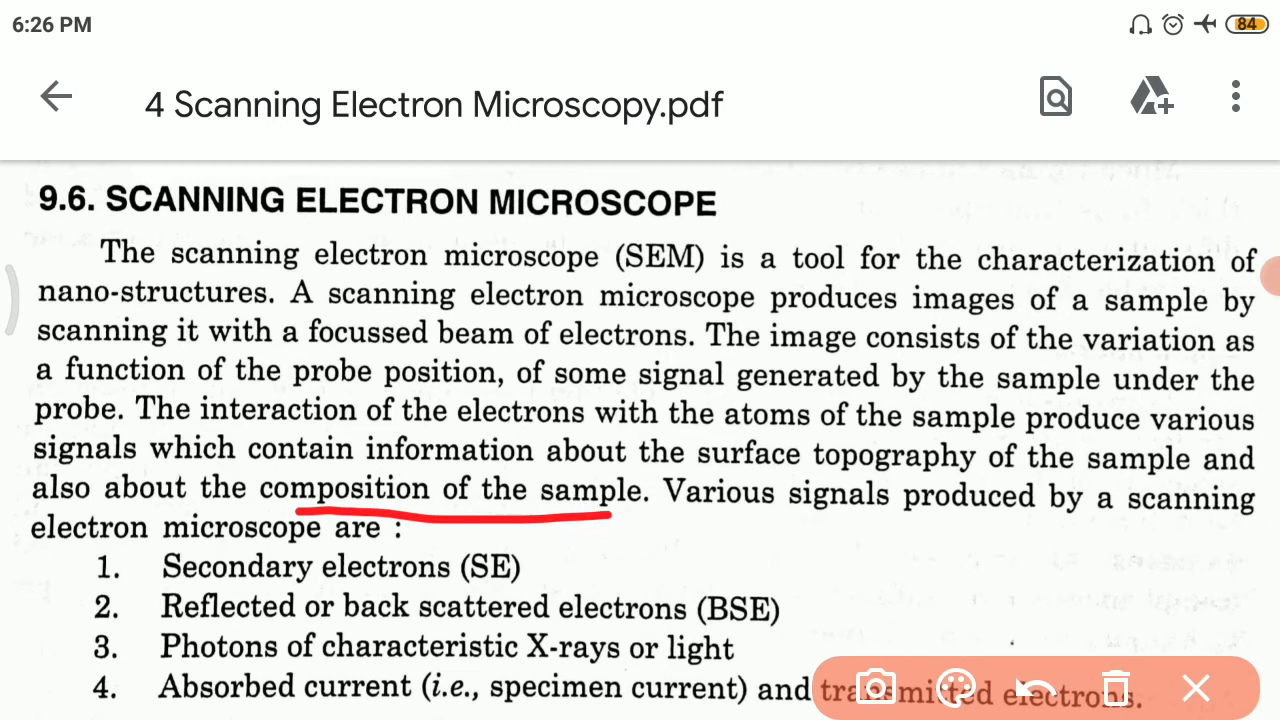 6:26 PM
84
4 Scanning Electron Microscopy.pdf
9.6. SCANNING ELECTRON MICROSCOPE
The scanning electron microscope (SEM) is a tool for the characterization of
nano-structures. A scanning electron microscope produces images of a sample by
scanning it with a focussed beam of electrons. The image consists of the variation as
a function of the probe position, of some signal generated by the sample under the
probe. The interaction of the electrons with the atoms of the sample produce various
signals which contain information about the surface topography of the sample and
also about the composition of the sample. Various signals produced by a scanning
electron microscope are :
1. Secondary electrons (SE)
2. Reflected or back scattered electrons (BSE)
3. Photons of characteristic X-rays or light
4. Absorbed current (i.e., specimen current) and transmitted electrons.